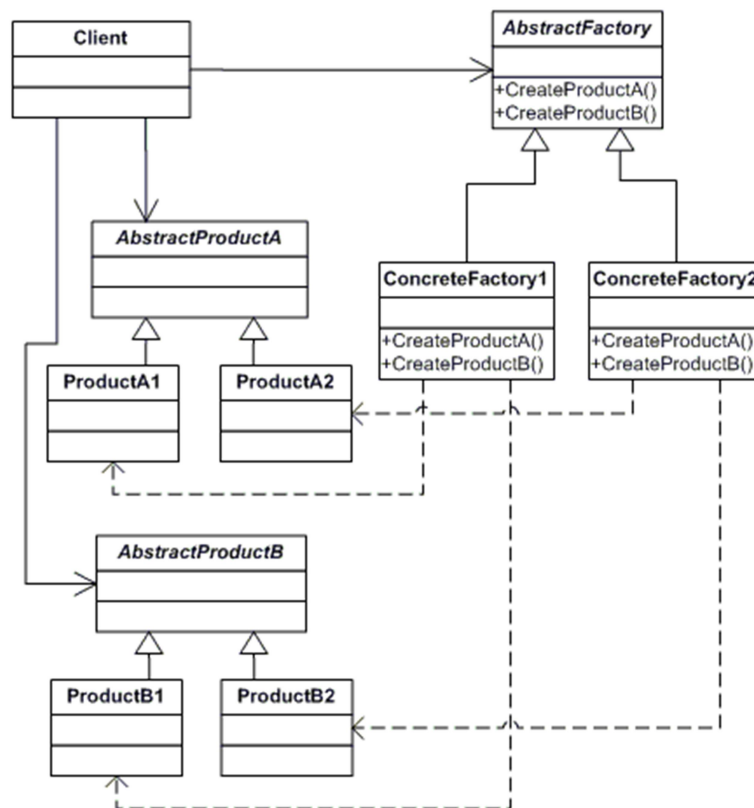 Client
AbstractFactory
+CreateProductA()
+CreateProductB()
AbstractProductA
ConcreteFactory1
+CreateProductA()
+CreateProductB()
ConcreteFactory2
+CreateProductA()
+CreateProductB()
ProductA1
ProductA2
AbstractProductB
ProductB1
ProductB2